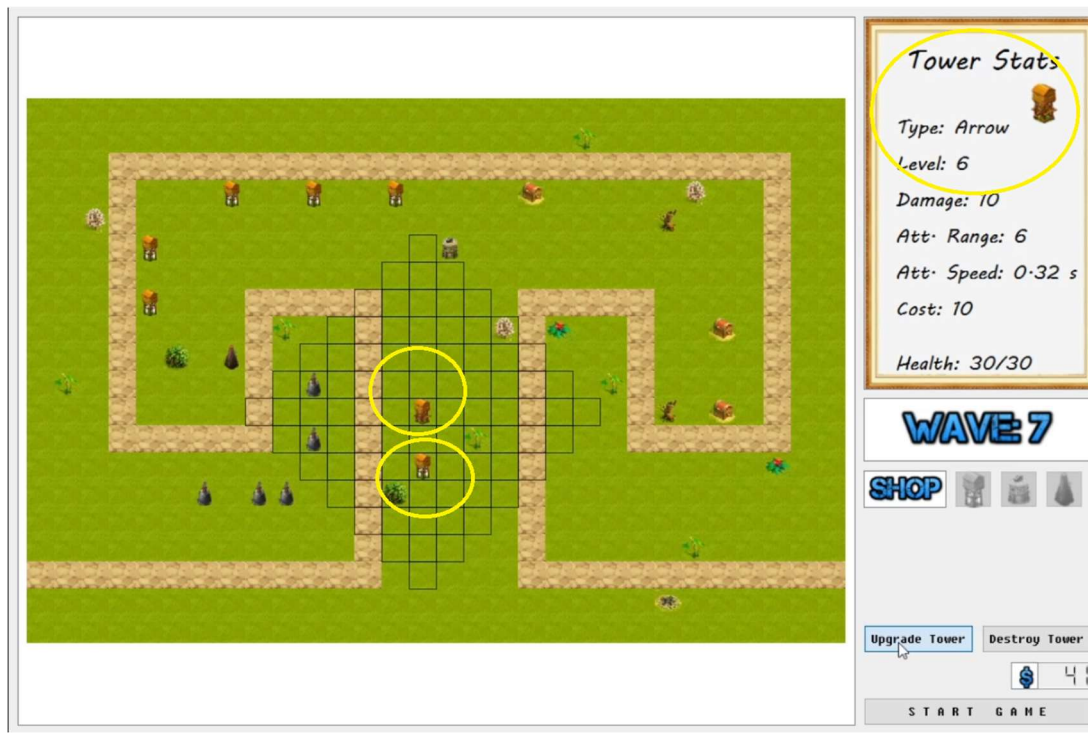 Tower Stats
Type: Arrow
Level: 6
Damage: 10
Att. Range: 6
Att. Speed: 0.32 s
Cost: 10
Health: 30/30
WAVE: 7
SHOP
Upgrade Tower Destroy Tower
$
START GAME